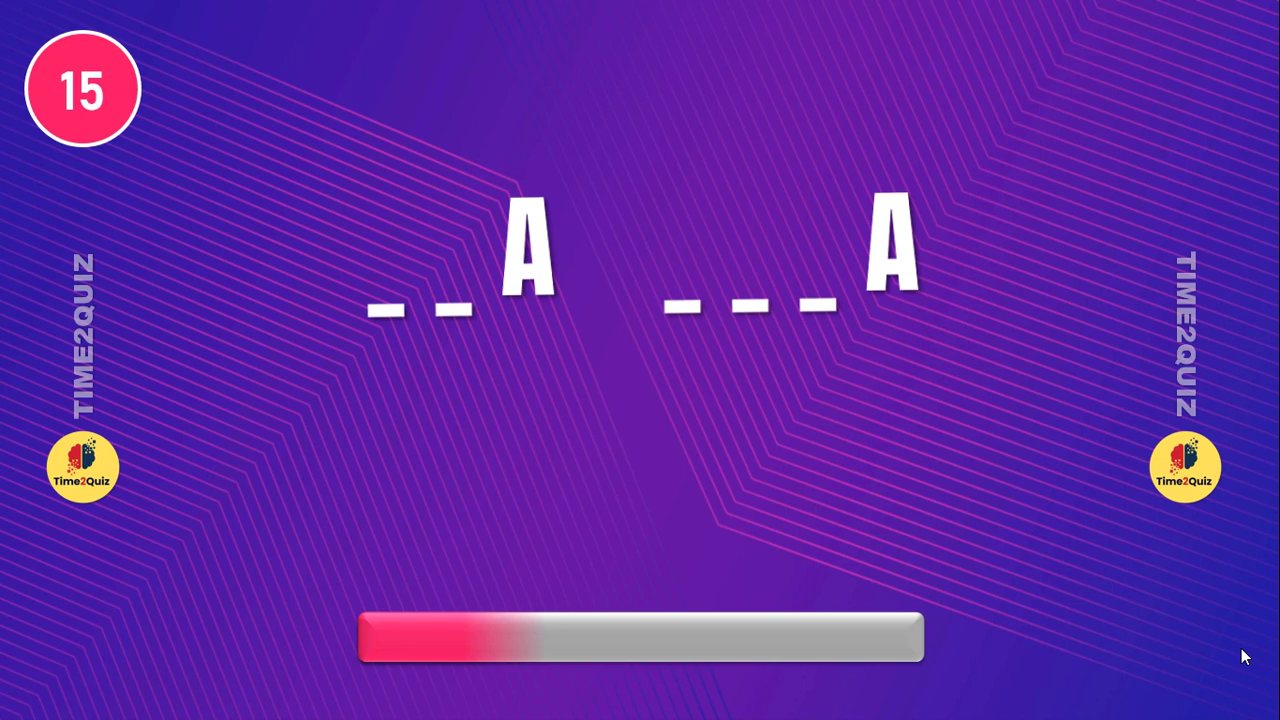 15
_ _ A _ _ _ A
TIME2QUIZ
Time2Quiz
TIME2QUIZ
Time2Quiz